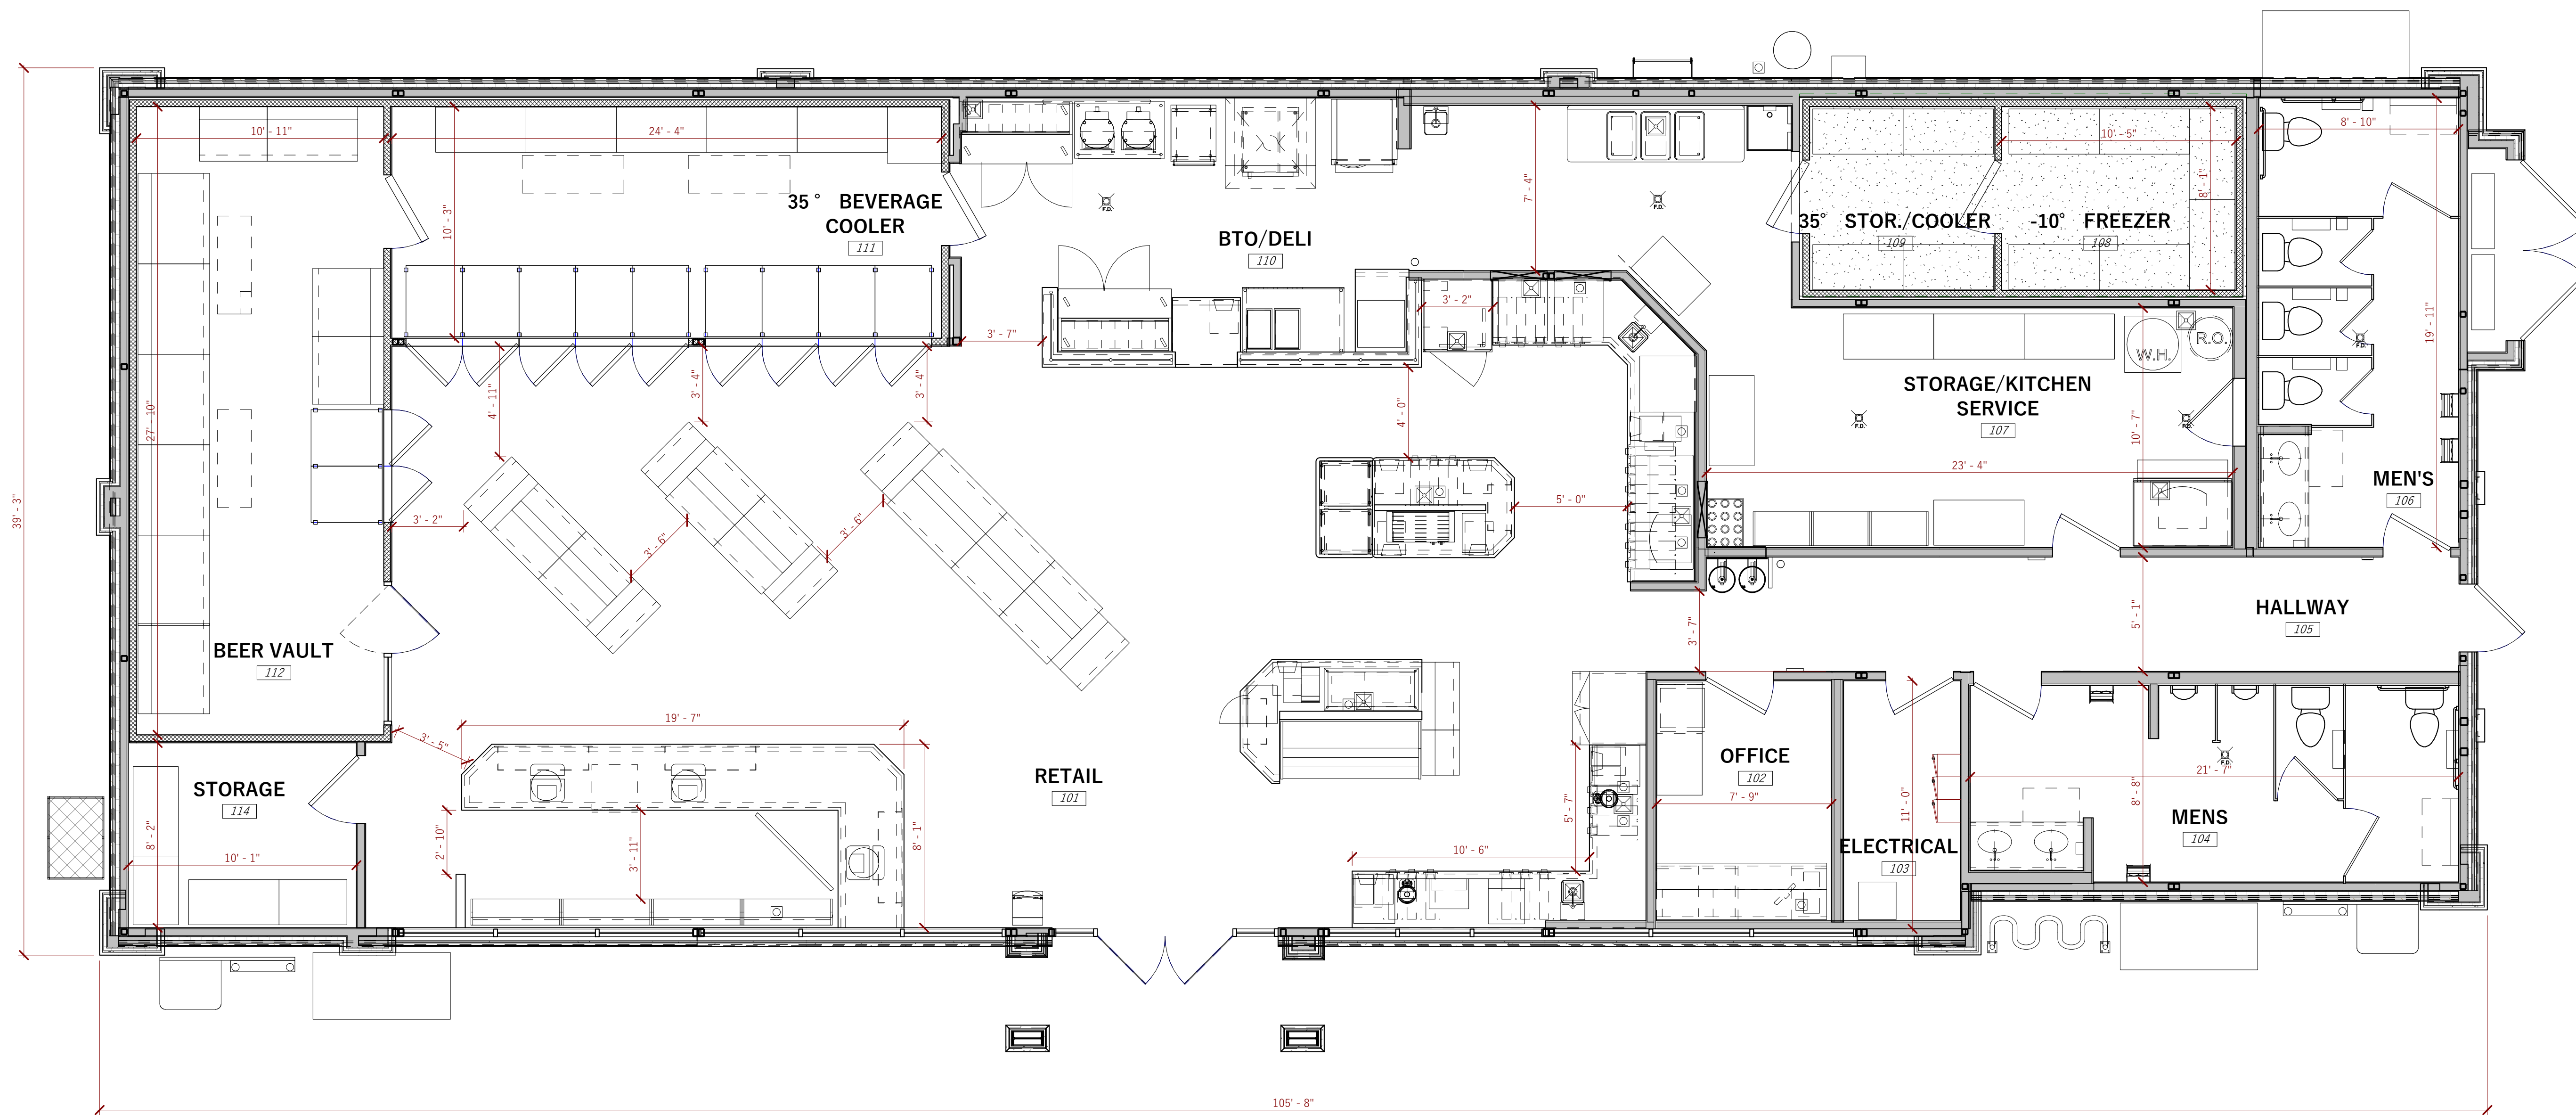 10' - 11"
24' - 4"
10' - 3"
35° BEVERAGE
COOLER
111
F.D.
BTO/DELI
110
7' - 4"
F.D.
35° STOR./COOLER
109
-10° FREEZER
108
10' - 5"
8' - 1"
8' - 10"
19' - 11"
F.D.
3' - 7"
3' - 2"
W.H.
R.O.
STORAGE/KITCHEN
SERVICE
107
F.D.
F.D.
10' - 7"
23' - 4"
MEN'S
106
39' - 3"
27' - 10"
4' - 11"
3' - 4"
3' - 4"
4' - 0"
5' - 0"
3' - 2"
3' - 6"
3' - 6"
BEER VAULT
112
3' - 7"
5' - 1"
HALLWAY
105
19' - 7"
3' - 5"
STORAGE
114
8' - 2"
10' - 1"
2' - 10"
3' - 11"
8' - 1"
RETAIL
101
5' - 7"
10' - 6"
OFFICE
102
7' - 9"
ELECTRICAL
103
11' - 0"
F.D.
21' - 7"
8' - 8"
MENS
104
105' - 8"